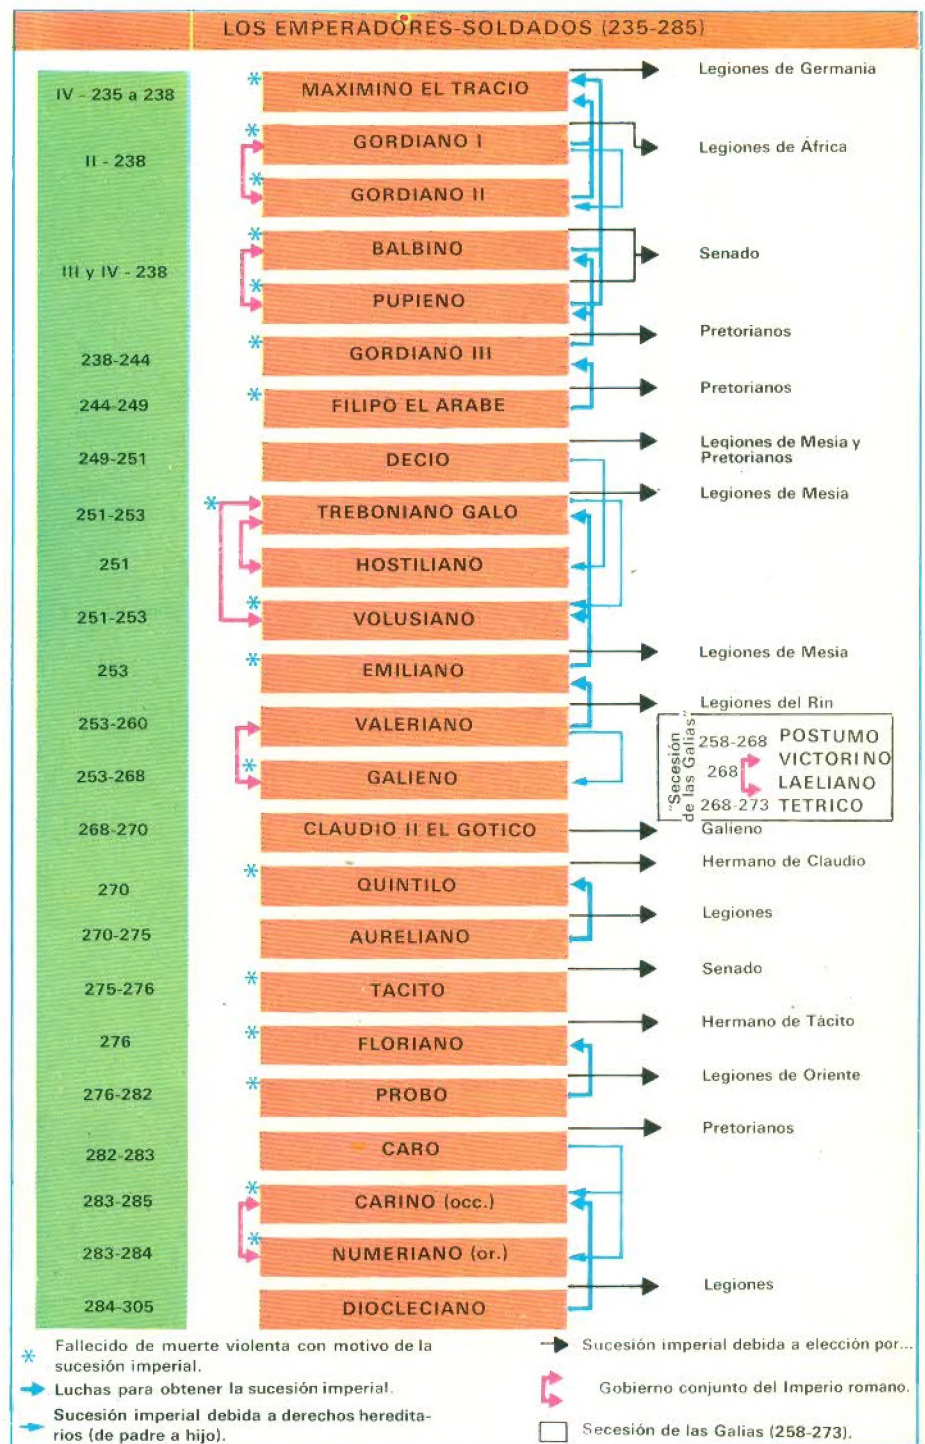 LOS EMPERADORES-SOLDADOS (235-285)
IV - 235 a 238
MAXIMINO EL TRACIO
Legiones de Germania
II - 238
GORDIANO I
Legiones de África
GORDIANO II
III y IV - 238
BALBINO
Senado
PUPIENO
238-244
GORDIANO III
Pretorianos
244-249
FILIPO EL ARABE
Pretorianos
249-251
DECIO
Legiones de Mesia y
Pretorianos
251-253
TREBONIANO GALO
Legiones de Mesia
251
HOSTILIANO
251-253
VOLUSIANO
253
EMILIANO
Legiones de Mesia
253-260
VALERIANO
Legiones del Rin
253-268
GALIENO
"Secesión
de las Galias"
258-268 POSTUMO
VICTORINO
268
LAELIANO
268-273 TETRICO
268-270
CLAUDIO II EL GOTICO
Galieno
270
QUINTILO
Hermano de Claudio
270-275
AURELIANO
Legiones
275-276
TACITO
Senado
276
FLORIANO
Hermano de Tácito
276-282
PROBO
Legiones de Oriente
282-283
CARO
Pretorianos
283-285
CARINO (occ.)
283-284
NUMERIANO (or.)
284-305
DIOCLECIANO
Legiones
Fallecido de muerte violenta con motivo de la
sucesión imperial.
Luchas para obtener la sucesión imperial.
Sucesión imperial debida a derechos heredita-
rios (de padre a hijo).
Sucesión imperial debida a elección por...
Gobierno conjunto del Imperio romano.
Secesión de las Galias (258-273).